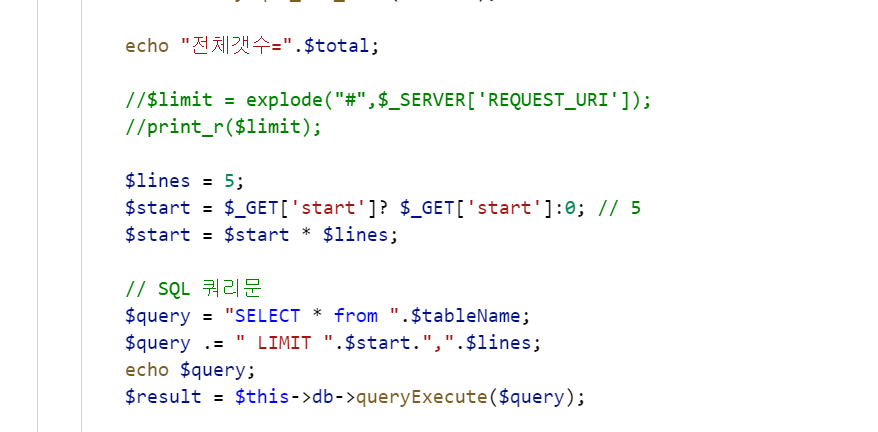 echo "전체갯수=".$total;
//$limit = explode("#",$_SERVER['REQUEST_URI']);
//print_r($limit);
$lines = 5;
$start = $_GET['start']? $_GET['start']:0; // 5
$start = $start * $lines;
// SQL 쿼리문
$query = "SELECT * from ".$tableName;
$query .= " LIMIT ".$start.",".$lines;
echo $query;
$result = $this->db->queryExecute($query);